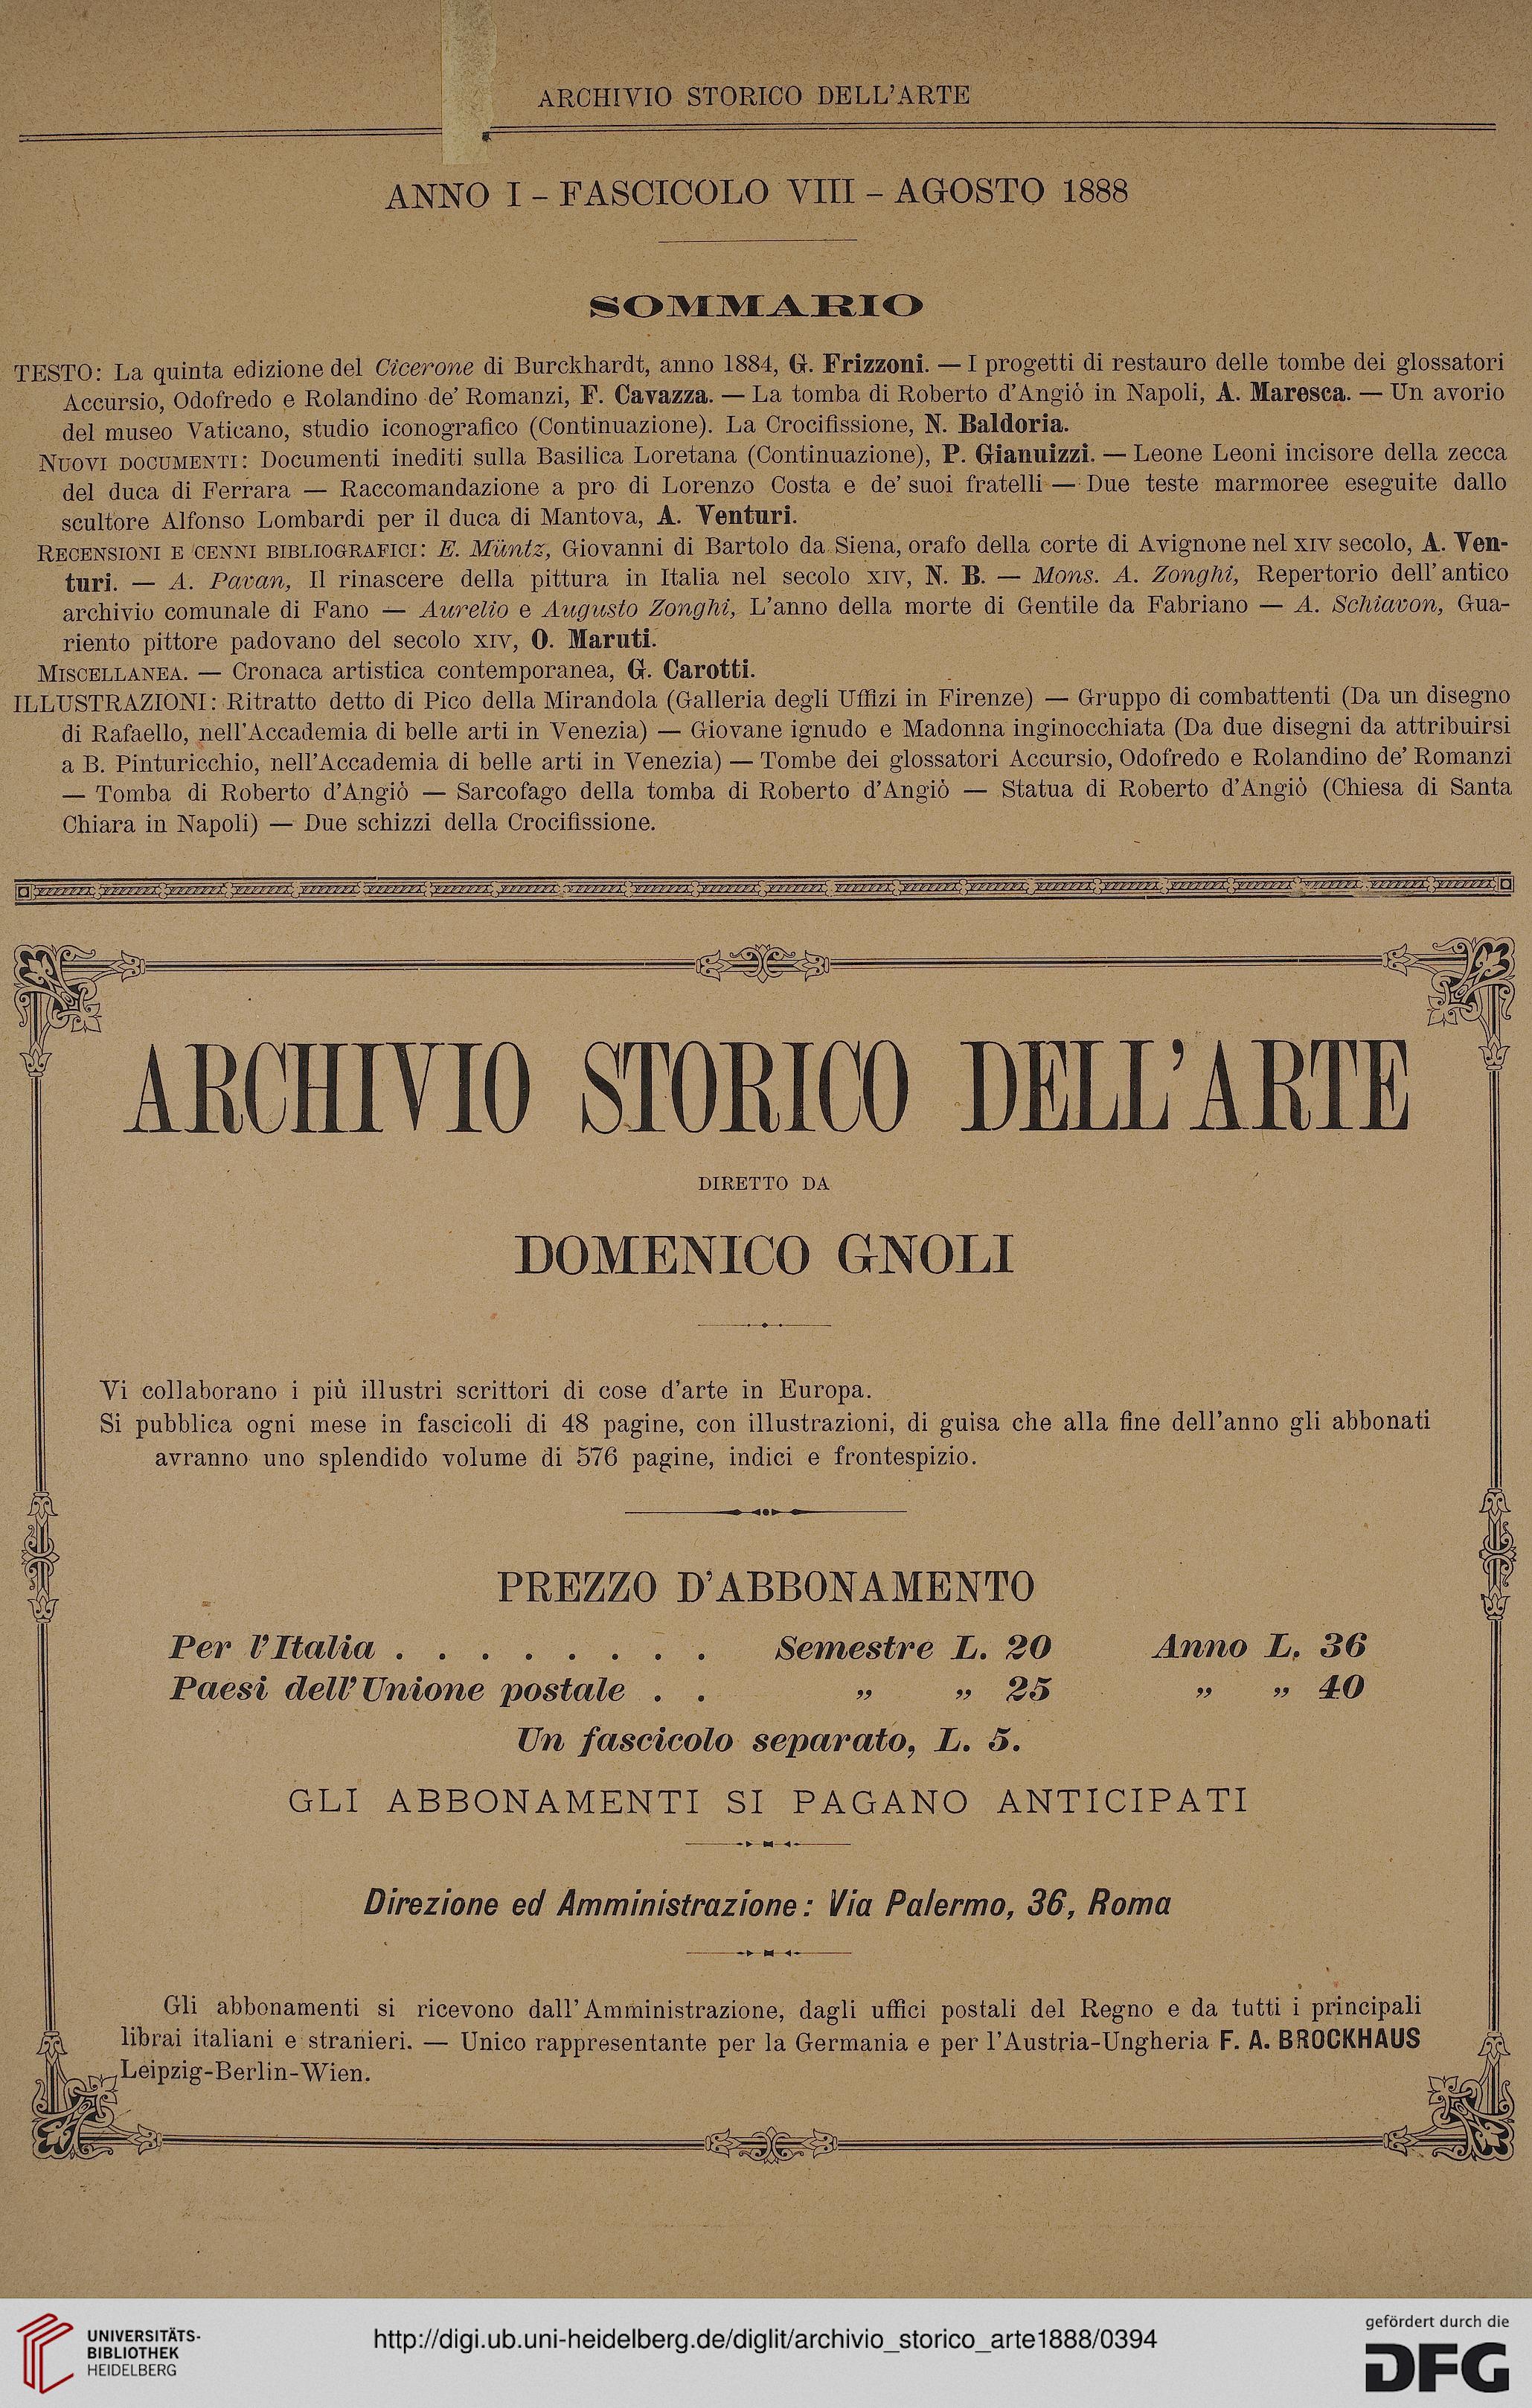 ARCHIVIO STORICO DELL'ARTE
ANNO I – FASCICOLO VIII – AGOSTO 1888
SOMMARIO
TESTO: La quinta edizione del Cicerone di Burckhardt, anno 1884, G. Frizzoni. — I progetti di restauro delle tombe dei glossatori
Accursio, Odofredo e Rolandino de' Romanzi, F. Cavazza. — La tomba di Roberto d'Angiò in Napoli, A. Maresca. — Un avorio
del museo Vaticano, studio iconografico (Continuazione). La Crocifissione, N. Baldoria.
NUOVI DOCUMENTI: Documenti inediti sulla Basilica Loretana (Continuazione), P. Gianuizzi. — Leone Leoni incisore della zecca
del duca di Ferrara — Raccomandazione a pro di Lorenzo Costa e de' suoi fratelli — Due teste marmoree eseguite dallo
scultore Alfonso Lombardi per il duca di Mantova, A. Venturi.
RECENSIONI E CENNI BIBLIOGRAFICI: E. Müntz, Giovanni di Bartolo da Siena, orafo della corte di Avignone nel XIV secolo, A. Ven-
turi. — A. Pavan, Il rinascere della pittura in Italia nel secolo XIV, N. B. — Mons. A. Zonghi, Repertorio dell' antico
archivio comunale di Fano — Aurelio e Augusto Zonghi, L'anno della morte di Gentile da Fabriano — A. Schiavon, Gua-
riento pittore padovano del secolo XIV, O. Maruti.
MISCELLANEA. — Cronaca artistica contemporanea, G. Carotti.
ILLUSTRAZIONI: Ritratto detto di Pico della Mirandola (Galleria degli Uffizi in Firenze) — Gruppo di combattenti (Da un disegno
di Rafaello, nell'Accademia di belle arti in Venezia) — Giovane ignudo e Madonna inginocchiata (Da due disegni da attribuirsi
a B. Pinturicchio, nell'Accademia di belle arti in Venezia) — Tombe dei glossatori Accursio, Odofredo e Rolandino de' Romanzi
— Tomba di Roberto d'Angiò — Sarcofago della tomba di Roberto d'Angiò — Statua di Roberto d'Angiò (Chiesa di Santa
Chiara in Napoli) — Due schizzi della Crocifissione.
ARCHIVIO STORICO DELL'ARTE
DIRETTO DA
DOMENICO GNOLI
Vi collaborano i più illustri scrittori di cose d'arte in Europa.
Si pubblica ogni mese in fascicoli di 48 pagine, con illustrazioni, di guisa che alla fine dell'anno gli abbonati
avranno uno splendido volume di 576 pagine, indici e frontespizio.
PREZZO D'ABBONAMENTO
Per l'Italia . . . . . . . . Semestre L. 20 Anno L. 36
Paesi dell'Unione postale . . „ „ 25 „ „ 40
Un fascicolo separato, L. 5.
GLI ABBONAMENTI SI PAGANO ANTICIPATI
Direzione ed Amministrazione: Via Palermo, 36, Roma
Gli abbonamenti si ricevono dall'Amministrazione, dagli uffici postali del Regno e da tutti i principali
librai italiani e stranieri. — Unico rappresentante per la Germania e per l'Austria-Ungheria F. A. BROCKHAUS
Leipzig-Berlin-Wien.
UNIVERSITÄTS-
BIBLIOTHEK
HEIDELBERG
http://digi.ub.uni-heidelberg.de/diglit/archivio_storico_arte1888/0394
gefördert durch die
DFG